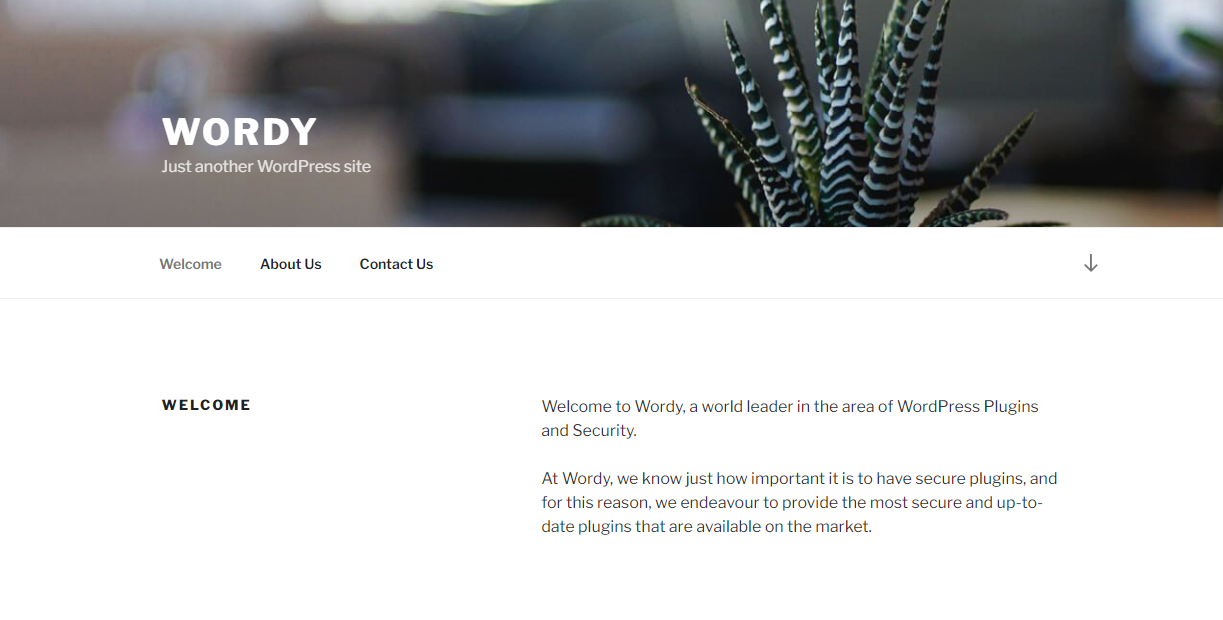 WORDY
Just another WordPress site
Welcome About Us Contact Us
WELCOME
Welcome to Wordy, a world leader in the area of WordPress Plugins
and Security.
At Wordy, we know just how important it is to have secure plugins, and
for this reason, we endeavour to provide the most secure and up-to-
date plugins that are available on the market.